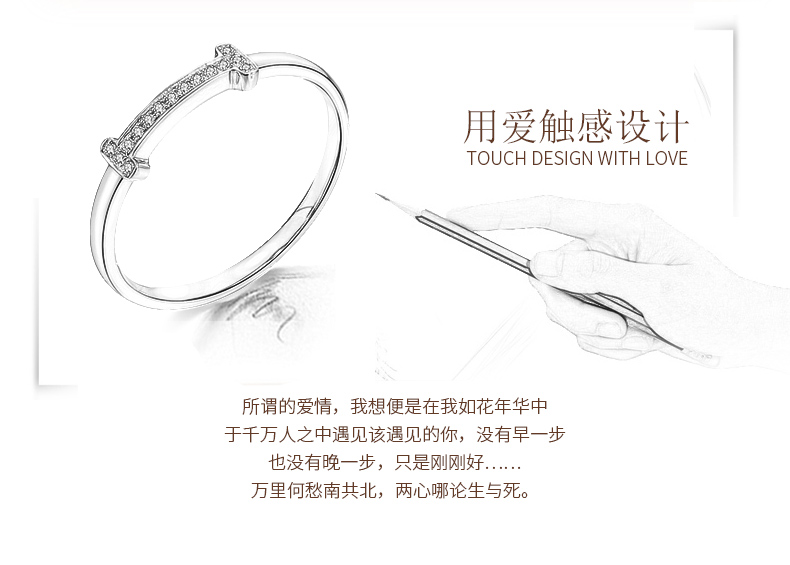 用爱触感设计
TOUCH DESIGN WITH LOVE
所谓的爱情，我想便是在我如花年华中
于千万人之中遇见该遇见的你，没有早一步
也没有晚一步，只是刚刚好……
万里何愁南共北，两心哪论生与死。